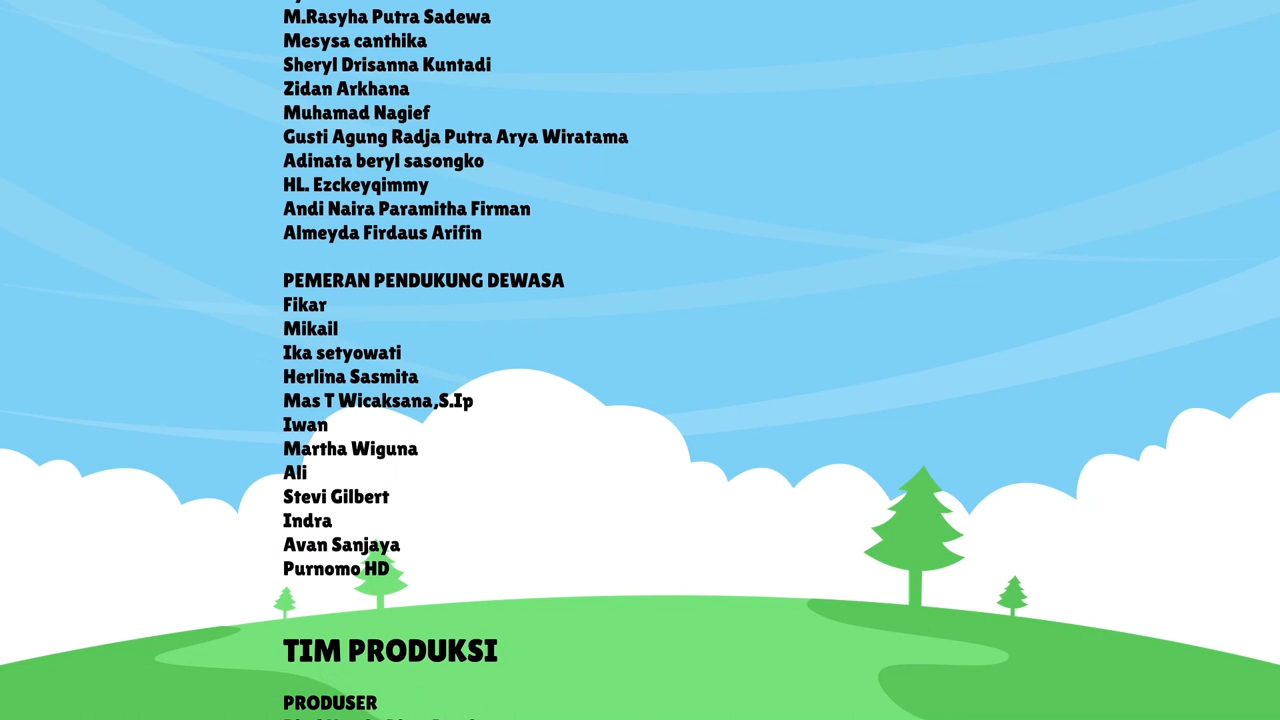 M.Rasyha Putra Sadewa
Mesysa canthika
Sheryl Drisanna Kuntadi
Zidan Arkhana
Muhamad Nagief
Gusti Agung Radja Putra Arya Wiratama
Adinata beryl sasongko
HL. Ezckeyqimmy
Andi Naira Paramitha Firman
Almeyda Firdaus Arifin
PEMERAN PENDUKUNG DEWASA
Fikar
Mikail
Ika setyowati
Herlina Sasmita
Mas T Wicaksana,S.Ip
Iwan
Martha Wiguna
Ali
Stevi Gilbert
Indra
Avan Sanjaya
Purnomo HD
TIM PRODUKSI
PRODUSER